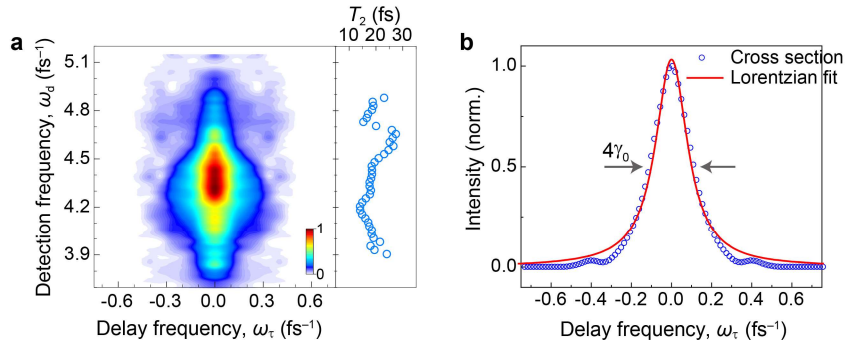 a
T2 (fs)
10 20 30
b
Detection frequency, ωd (fs⁻¹)
5.1
4.8
4.5
4.2
3.9
1
0
-0.6 -0.3 0.0 0.3 0.6
Delay frequency, ωτ (fs⁻¹)
Intensity (norm.)
1.0
0.5
0.0
Cross section
Lorentzian fit
4γ0
-0.6 -0.4 -0.2 0.0 0.2 0.4 0.6
Delay frequency, ωτ (fs⁻¹)